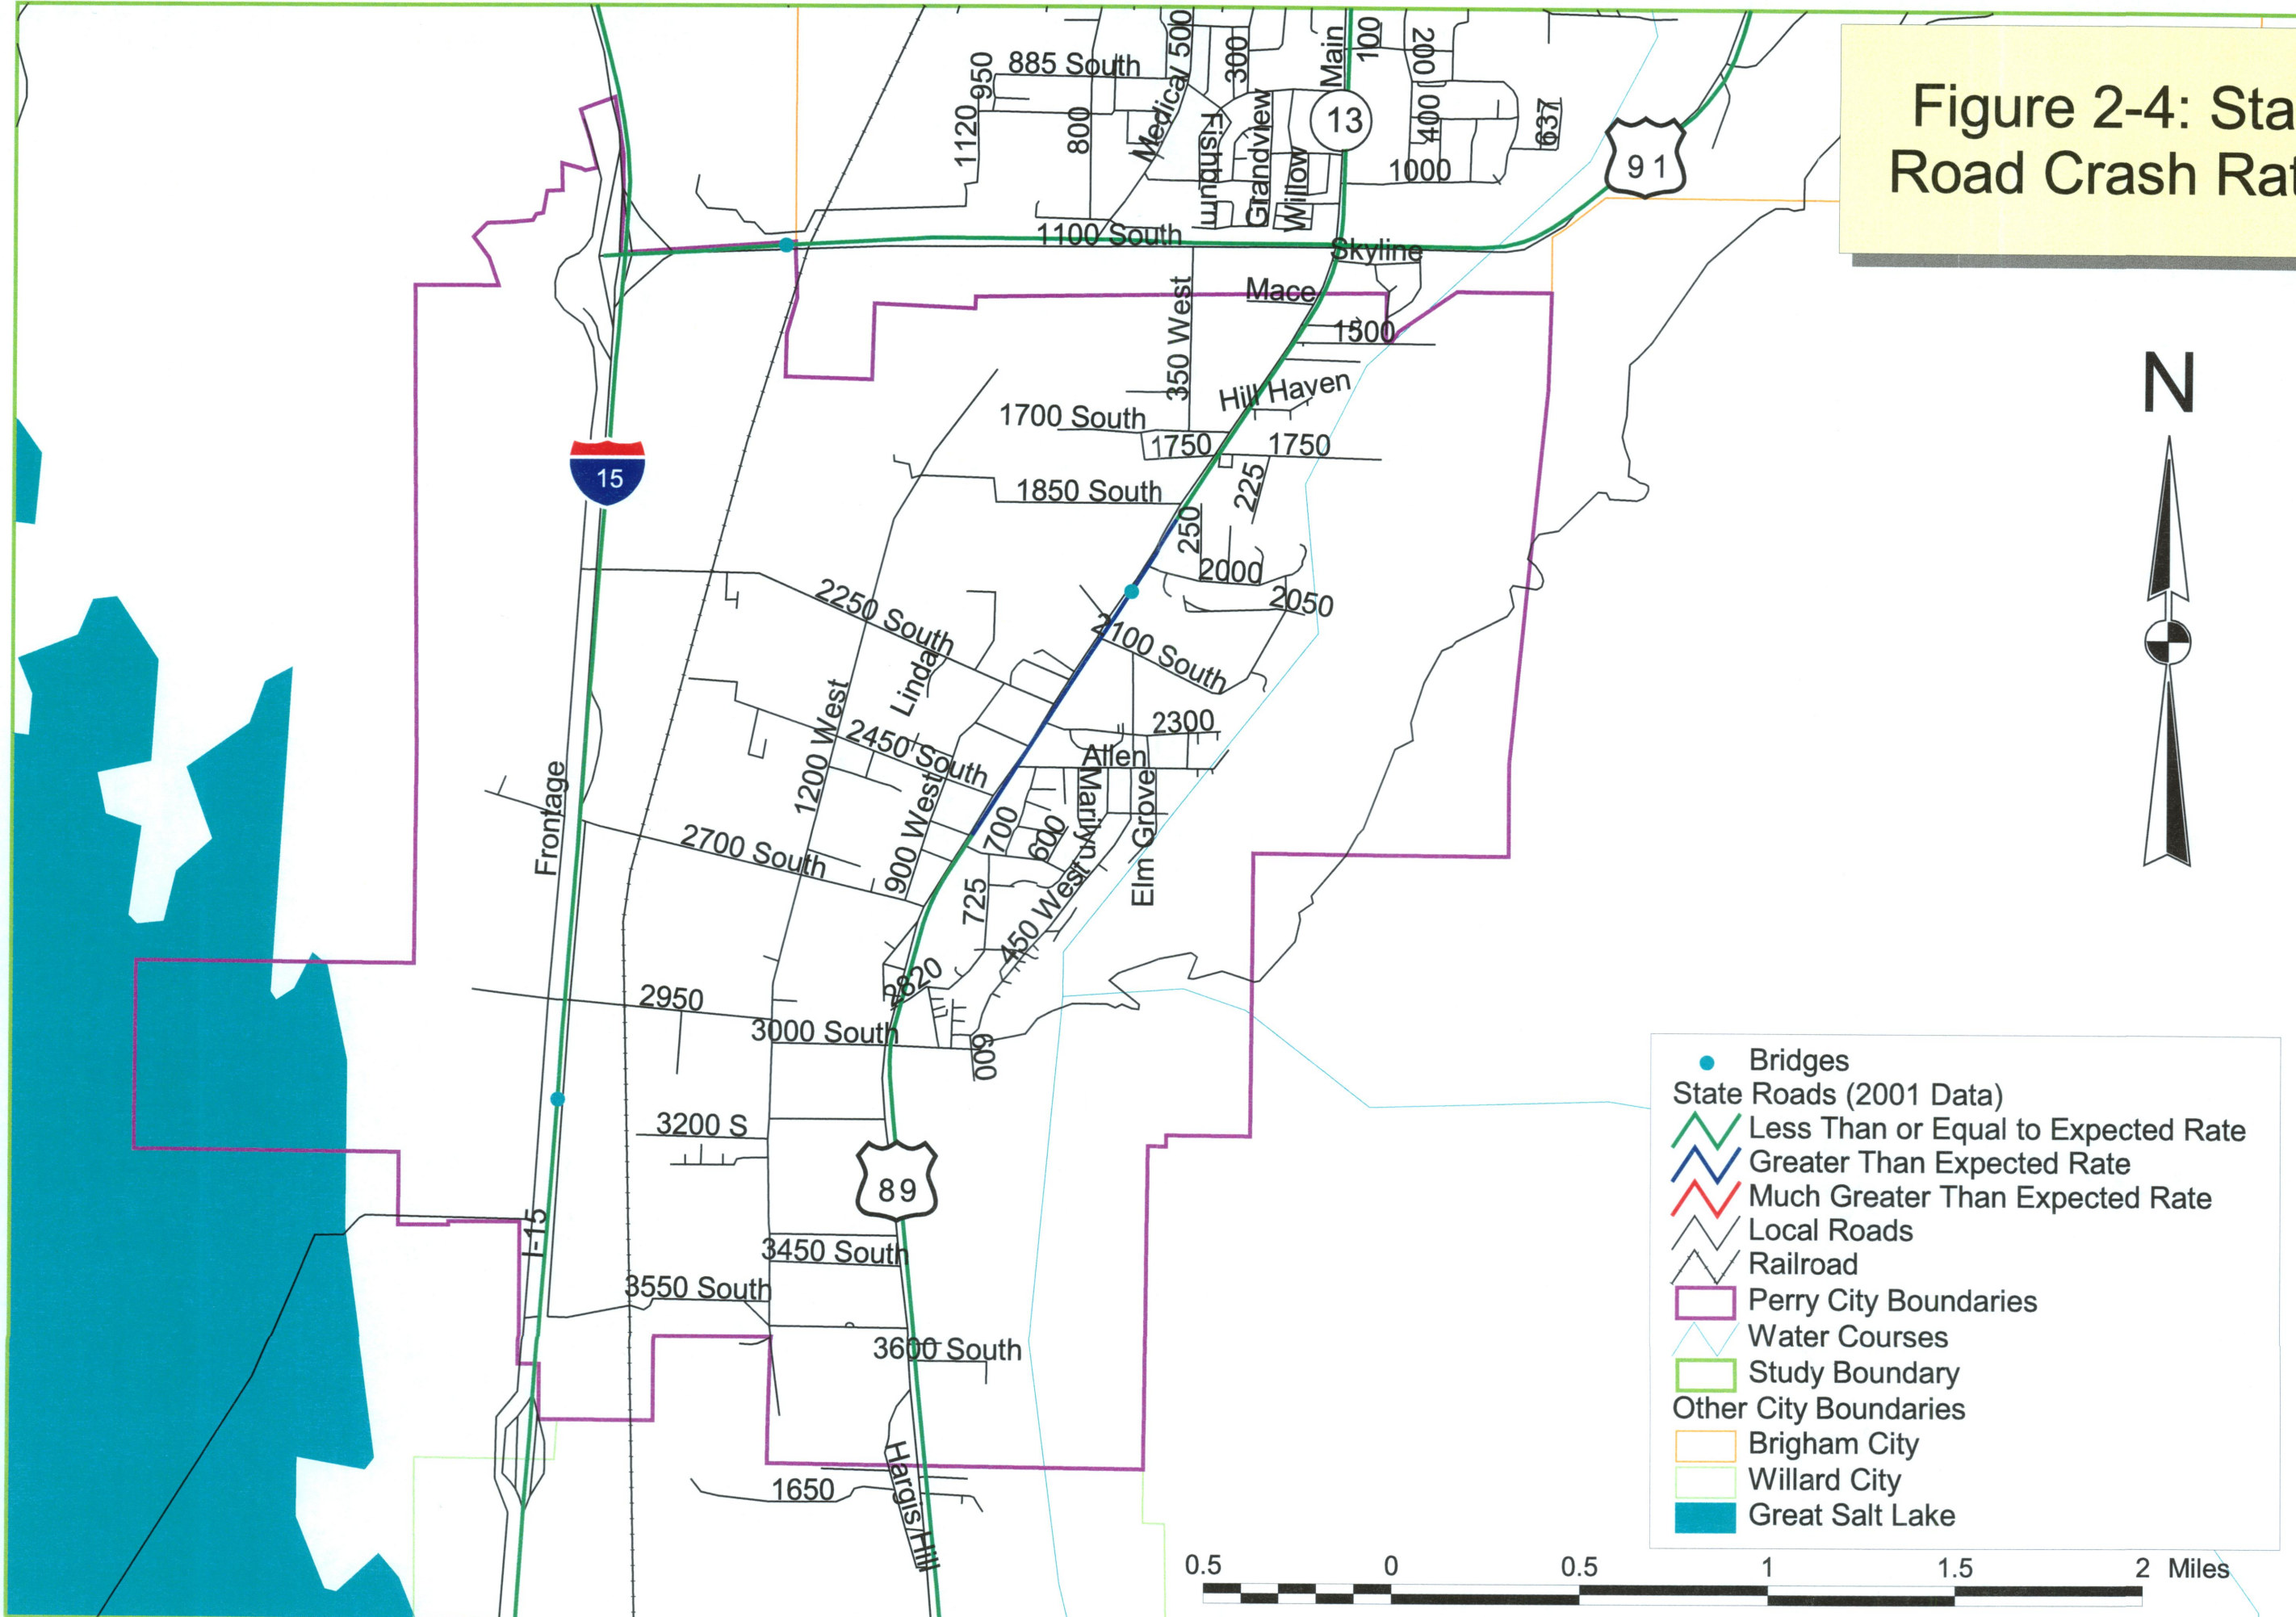 Figure 2-4: Sta
Road Crash Rat
885 South
950
1120
800
Medical
500
300
Main
100
200
400
637
13
91
Fishburn
Grandview
Willow
1000
1100 South
Skyline
Mace
350 West
1500
Hill Haven
1700 South
1750
1750
225
1850 South
250
2000
2050
15
N
2250 South
2100 South
Linda
1200 West
2450 South
2300
Allen
Marilyn
Elm Grove
Frontage
900 West
700
600
2700 South
725
450 West
2820
2950
3000 South
600
3200 S
89
I-15
3450 South
3550 South
3600 South
Hargis Hill
1650
Bridges
State Roads (2001 Data)
Less Than or Equal to Expected Rate
Greater Than Expected Rate
Much Greater Than Expected Rate
Local Roads
Railroad
Perry City Boundaries
Water Courses
Study Boundary
Other City Boundaries
Brigham City
Willard City
Great Salt Lake
0.5 0 0.5 1 1.5 2 Miles